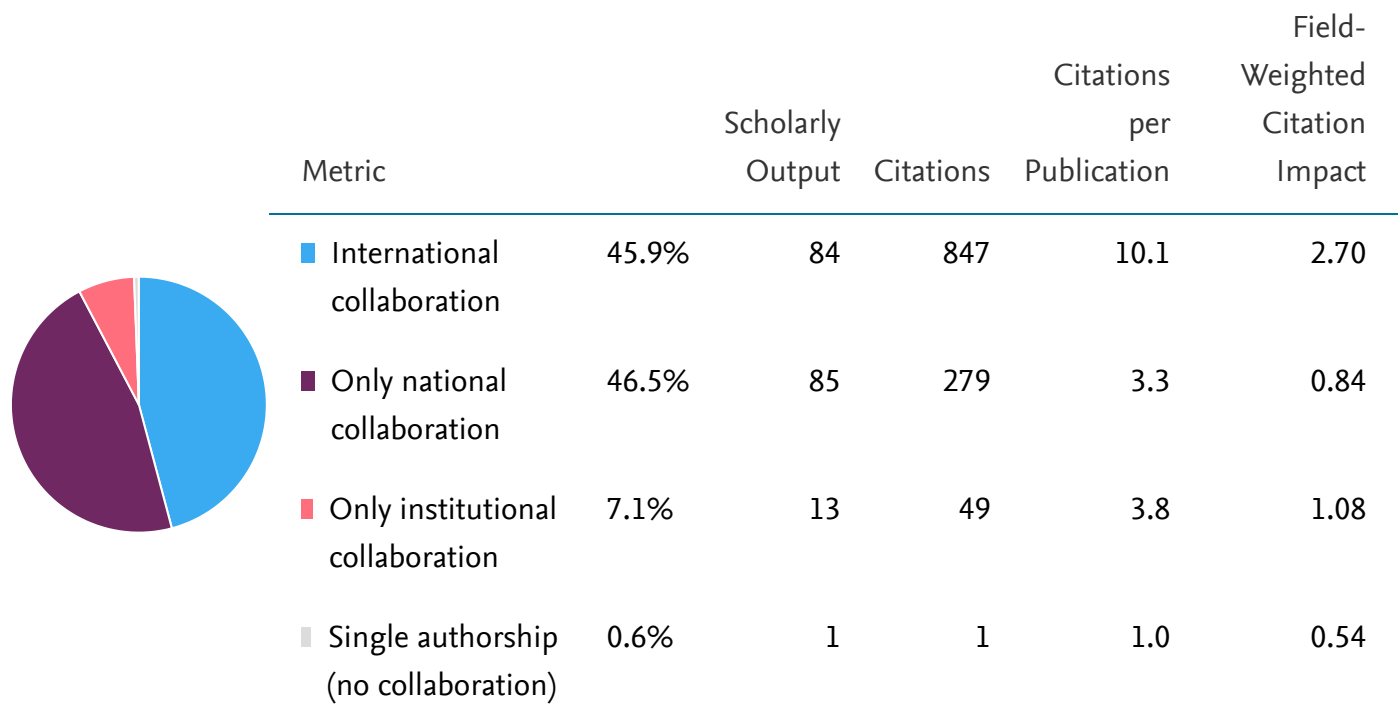 Field-
Citations Weighted
Scholarly per Citation
Metric Output Citations Publication Impact
International 45.9% 84 847 10.1 2.70
collaboration
Only national 46.5% 85 279 3.3 0.84
collaboration
Only institutional 7.1% 13 49 3.8 1.08
collaboration
Single authorship 0.6% 1 1 1.0 0.54
(no collaboration)